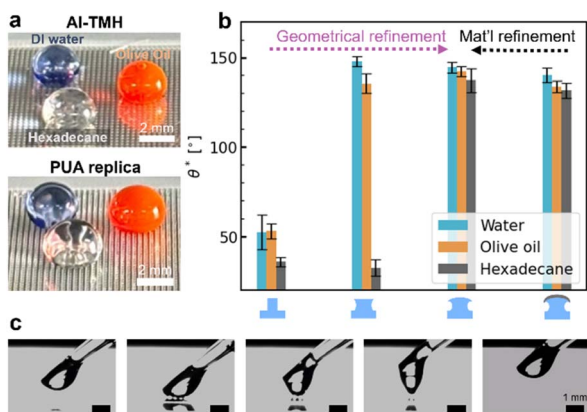 a
Al-TMH
DI water
Olive oil
Hexadecane
2 mm
PUA replica
2 mm
b
Geometrical refinement
Mat'l refinement
θ* [°]
150
100
50
Water
Olive oil
Hexadecane
c
1 mm